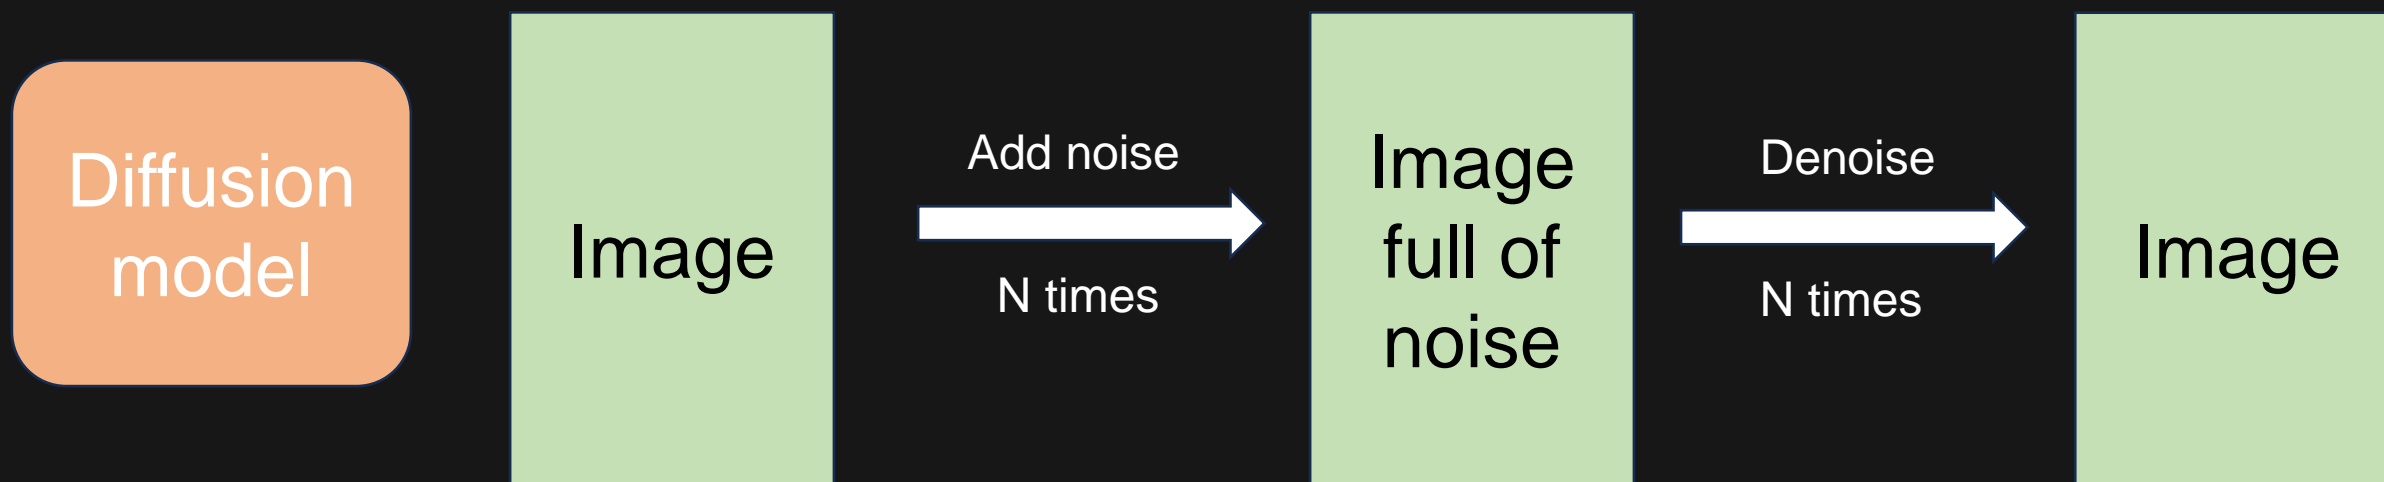 Diffusion
model
Image
Add noise
N times
Image
full of
noise
Denoise
N times
Image